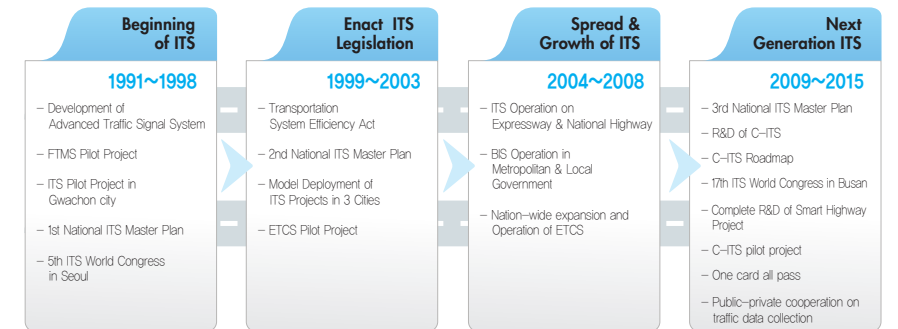 Beginning
of ITS
1991~1998
– Development of
Advanced Traffic Signal System
– FTMS Pilot Project
– ITS Pilot Project in
Gwachon city
– 1st National ITS Master Plan
– 5th ITS World Congress
in Seoul
Enact ITS
Legislation
1999~2003
– Transportation
System Efficiency Act
– 2nd National ITS Master Plan
– Model Deployment of
ITS Projects in 3 Cities
– ETCS Pilot Project
Spread &
Growth of ITS
2004~2008
– ITS Operation on
Expressway & National Highway
– BIS Operation in
Metropolitan & Local
Government
– Nation-wide expansion and
Operation of ETCS
Next
Generation ITS
2009~2015
– 3rd National ITS Master Plan
– R&D of C-ITS
– C-ITS Roadmap
– 17th ITS World Congress in Busan
– Complete R&D of Smart Highway
Project
– C-ITS pilot project
– One card all pass
– Public-private cooperation on
traffic data collection